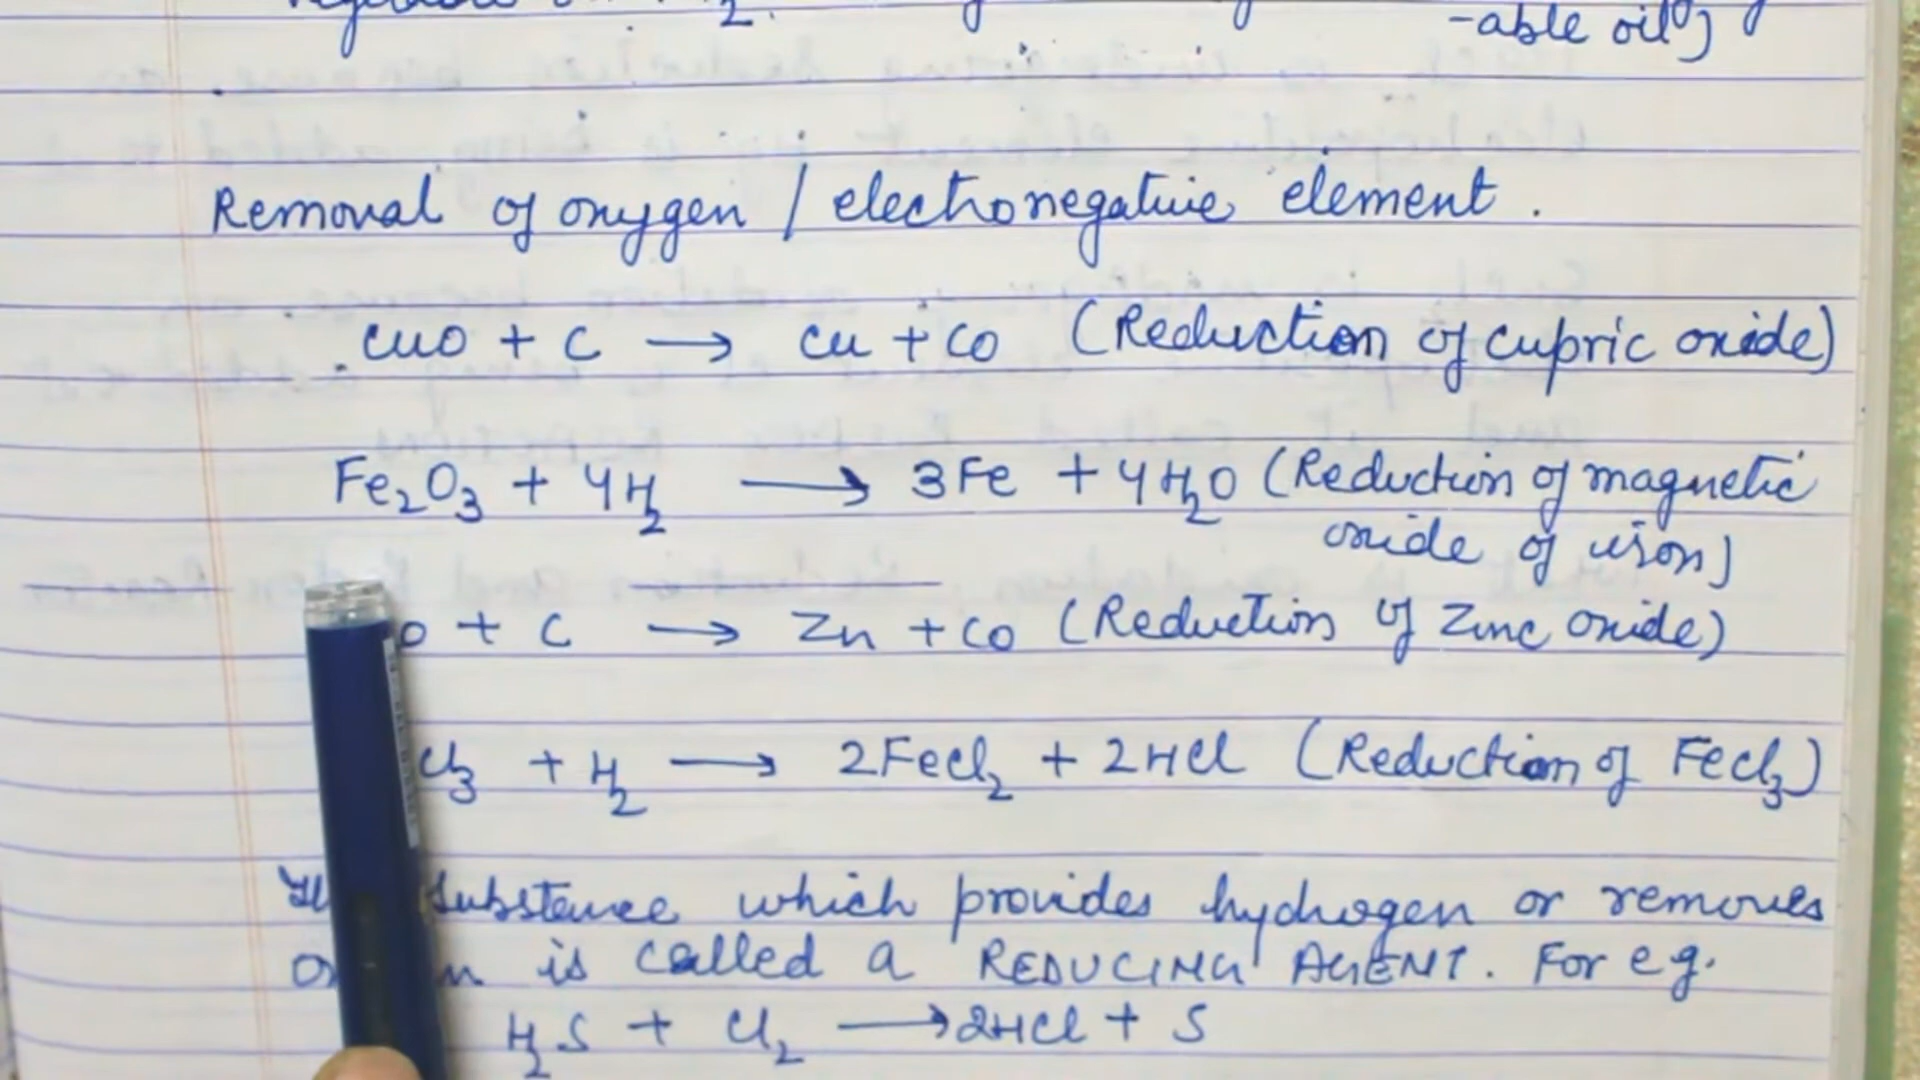 -able oil)
Removal of oxygen / electronegative element.
CuO + C → Cu + CO (Reduction of cupric oxide)
Fe₂O₃ + 4H₂ → 3Fe + 4H₂O (Reduction of magnetic
oxide of iron)
O + C → Zn + CO (Reduction of Zinc oxide)
Cl₃ + H₂ → 2FeCl₂ + 2HCl (Reduction of FeCl₃)
substance which provides hydrogen or removes
is called a REDUCING AGENT. For eg.
H₂S + Cl₂ → 2HCl + S